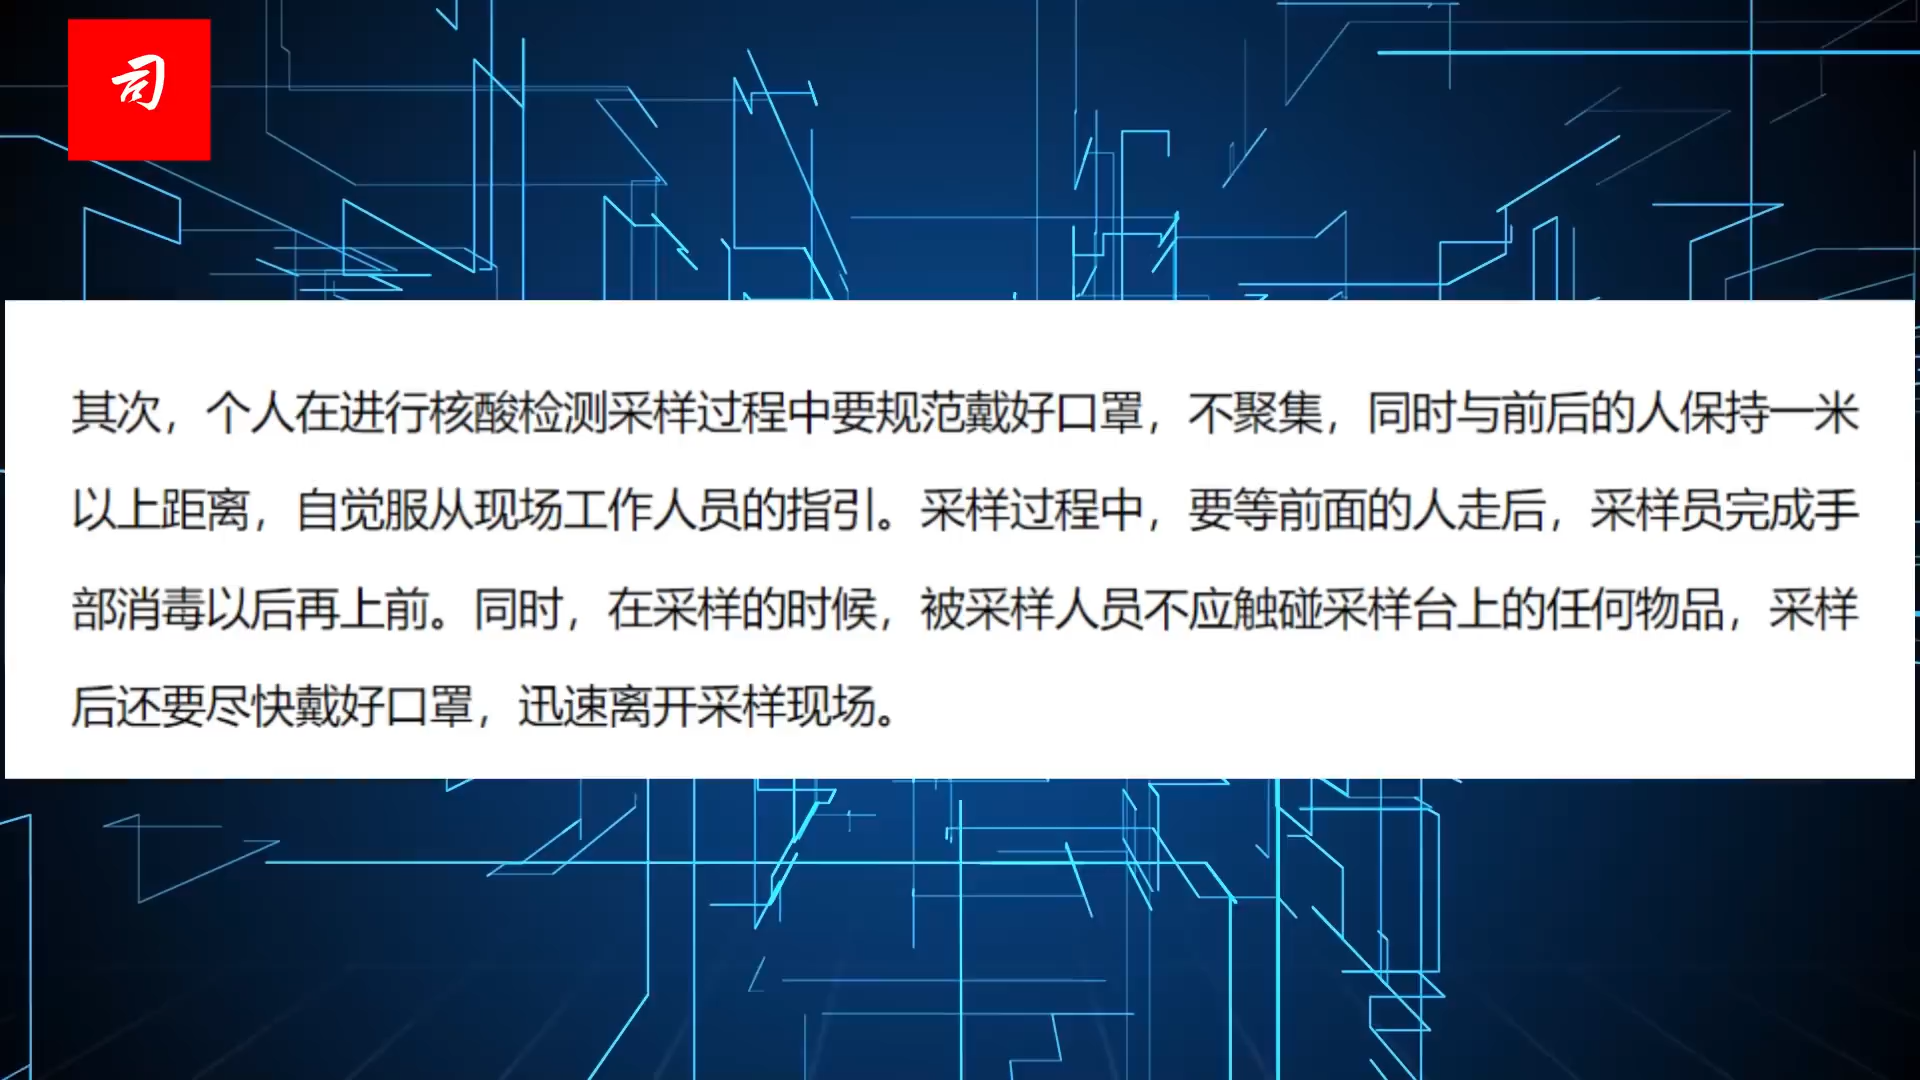 司
其次，个人在进行核酸检测采样过程中要规范戴好口罩，不聚集，同时与前后的人保持一米
以上距离，自觉服从现场工作人员的指引。采样过程中，要等前面的人走后，采样员完成手
部消毒以后再上前。同时，在采样的时候，被采样人员不应触碰采样台上的任何物品，采样
后还要尽快戴好口罩，迅速离开采样现场。